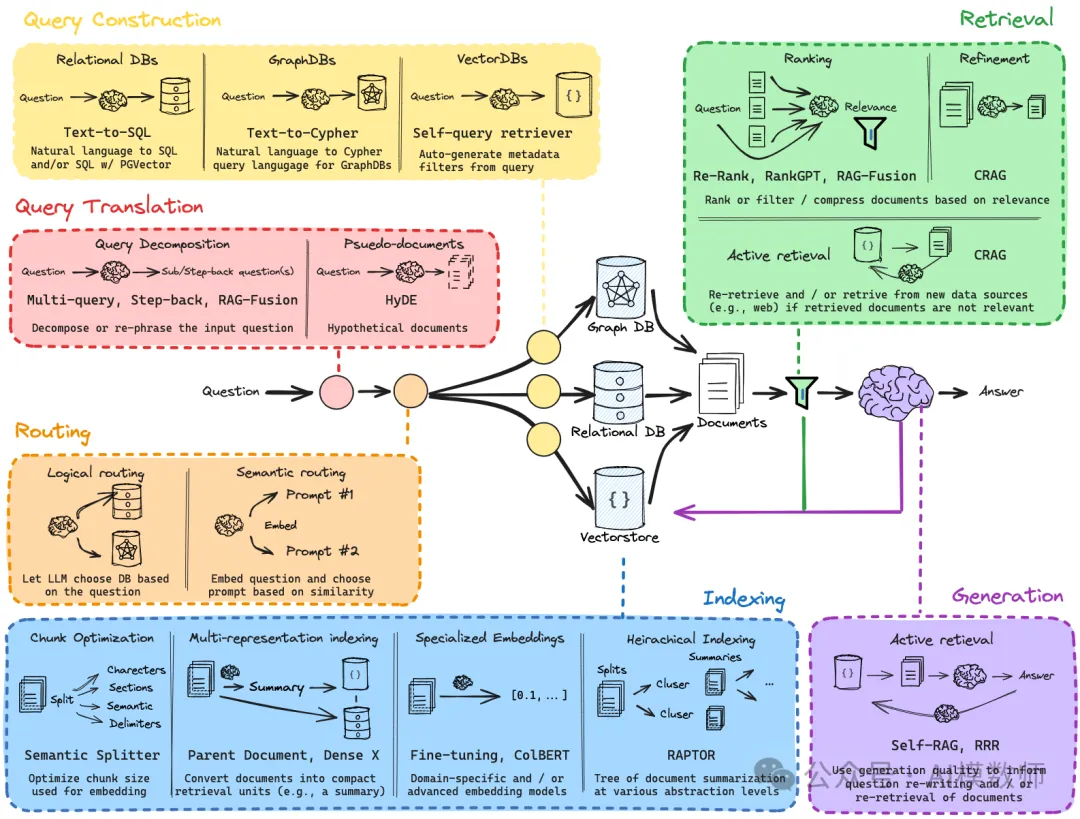 Query Construction
Relational DBs
Question
Text-to-SQL
Natural language to SQL
and/or SQL w/ PGVector
GraphDBs
Question
Text-to-Cypher
Natural language to Cypher
query langugage for GraphDBs
VectorDBs
Question
{ }
Self-query retriever
Auto-generate metadata
filters from query
Retrieval
Ranking
Question
Relevance
Re-Rank, RankGPT, RAG-Fusion
Refinement
CRAG
Rank or filter / compress documents based on relevance
Active retieval
{ }
CRAG
Re-retrieve and / or retrive from new data sources
(e.g., web) if retrieved documents are not relevant
Query Translation
Query Decomposition
Question
Sub/Step-back question(s)
Multi-query, Step-back, RAG-Fusion
Decompose or re-phrase the input question
Psuedo-documents
Question
HyDE
Hypothetical documents
Question
Graph DB
Relational DB
{ }
Vectorstore
Documents
Answer
Routing
Logical routing
Let LLM choose DB based
on the question
Semantic routing
Prompt #1
Embed
Prompt #2
Embed question and choose
prompt based on similarity
Indexing
Chunk Optimization
Split
Charecters
Sections
Semantic
Delimiters
Semantic Splitter
Optimize chunk size
used for embedding
Multi-representation indexing
Summary
{ }
Parent Document, Dense X
Convert documents into compact
retrieval units (e.g., a summary)
Specialized Embeddings
[0.1, ...]
Fine-tuning, ColBERT
Domain-specific and / or
advanced embedding models
Heirachical Indexing
Splits
Cluser
Cluser
Summaries
...
RAPTOR
Tree of document summarization
at various abstraction levels
Generation
Active retieval
{ }
Answer
Self-RAG, RRR
Use generation quality to inform
question re-writing and / or
re-retrieval of documents
公众号 · AI模数师